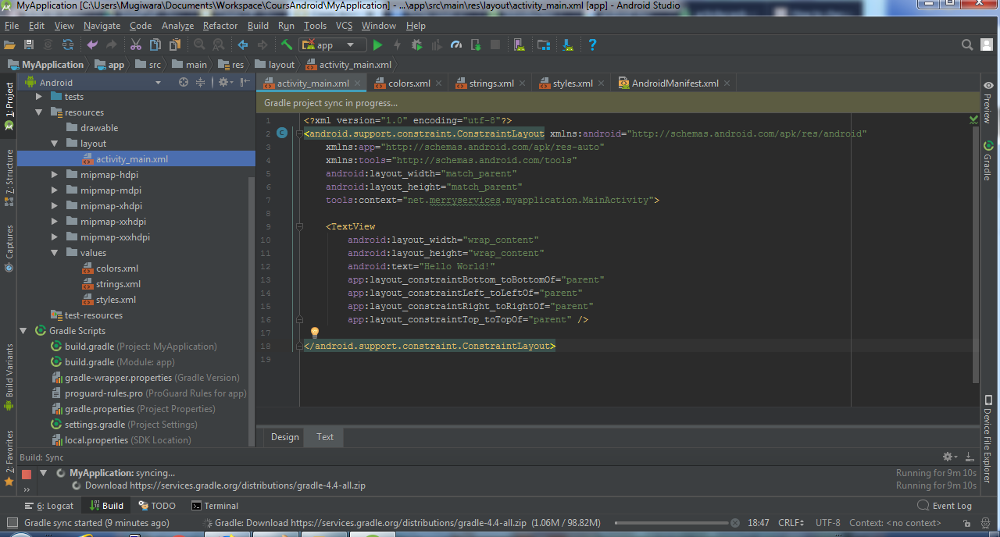 MyApplication [C:\Users\Mugiwara\Documents\Workspace\CoursAndroid\MyApplication] - ...\app\src\main\res\layout\activity_main.xml [app] - Android Studio
File Edit View Navigate Code Analyze Refactor Build Run Tools VCS Window Help
app
MyApplication app src main res layout activity_main.xml
Android
activity_main.xml colors.xml strings.xml styles.xml AndroidManifest.xml
1: Project
7: Structure
Captures
Build Variants
2: Favorites
tests
resources
drawable
layout
activity_main.xml
mipmap-hdpi
mipmap-mdpi
mipmap-xhdpi
mipmap-xxhdpi
mipmap-xxxhdpi
values
colors.xml
strings.xml
styles.xml
test-resources
Gradle Scripts
build.gradle (Project: MyApplication)
build.gradle (Module: app)
gradle-wrapper.properties (Gradle Version)
proguard-rules.pro (ProGuard Rules for app)
gradle.properties (Project Properties)
settings.gradle (Project Settings)
local.properties (SDK Location)
Gradle project sync in progress...
1 <?xml version="1.0" encoding="utf-8"?>
2 C <android.support.constraint.ConstraintLayout xmlns:android="http://schemas.android.com/apk/res/android"
3 xmlns:app="http://schemas.android.com/apk/res-auto"
4 xmlns:tools="http://schemas.android.com/tools"
5 android:layout_width="match_parent"
6 android:layout_height="match_parent"
7 tools:context="net.merryservices.myapplication.MainActivity">
8
9 <TextView
10 android:layout_width="wrap_content"
11 android:layout_height="wrap_content"
12 android:text="Hello World!"
13 app:layout_constraintBottom_toBottomOf="parent"
14 app:layout_constraintLeft_toLeftOf="parent"
15 app:layout_constraintRight_toRightOf="parent"
16 app:layout_constraintTop_toTopOf="parent" />
17
18 </android.support.constraint.ConstraintLayout>
19
Design Text
Preview
Gradle
Device File Explorer
Build: Sync
MyApplication: syncing... Running for 9m 10s
Download https://services.gradle.org/distributions/gradle-4.4-all.zip Running for 9m 10s
»
6: Logcat Build TODO Terminal Event Log
Gradle sync started (9 minutes ago) Gradle: Download https://services.gradle.org/distributions/gradle-4.4-all.zip (1.06M / 98.82M) 18:47 CRLF UTF-8 Context: <no context>